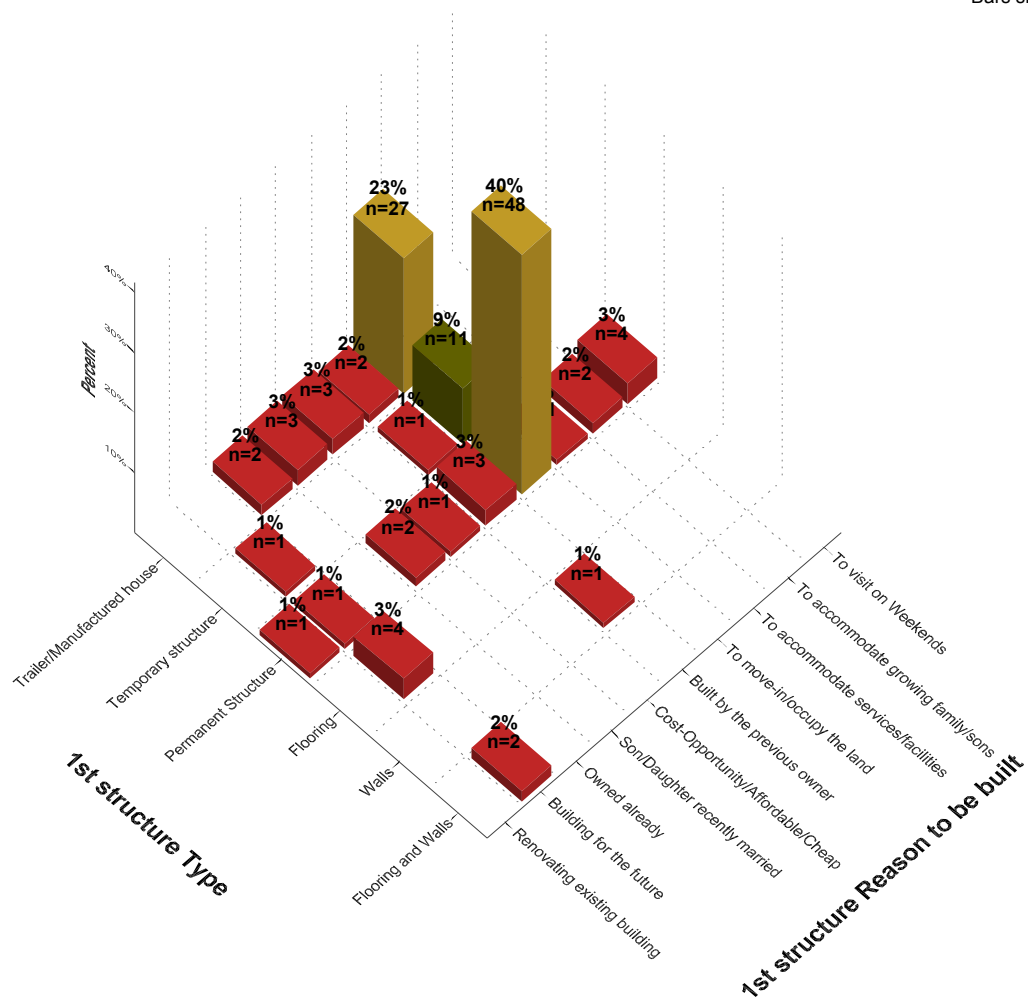 23%
n=27
40%
n=48
9%
n=11
3%
n=4
2%
n=2
2%
n=2
3%
n=3
3%
n=3
2%
n=2
1%
n=1
3%
n=3
1%
n=1
2%
n=2
1%
n=1
1%
n=1
1%
n=1
3%
n=4
1%
n=1
2%
n=2
40%
30%
20%
10%
Percent
Trailer/Manufactured house
Temporary structure
Permanent Structure
Flooring
Walls
Flooring and Walls
1st structure Type
To visit on Weekends
To accommodate growing family/sons
To accommodate services/facilities
To move-in/occupy the land
Built by the previous owner
Cost-Opportunity/Affordable/Cheap
Son/Daughter recently married
Owned already
Building for the future
Renovating existing building
1st structure Reason to be built